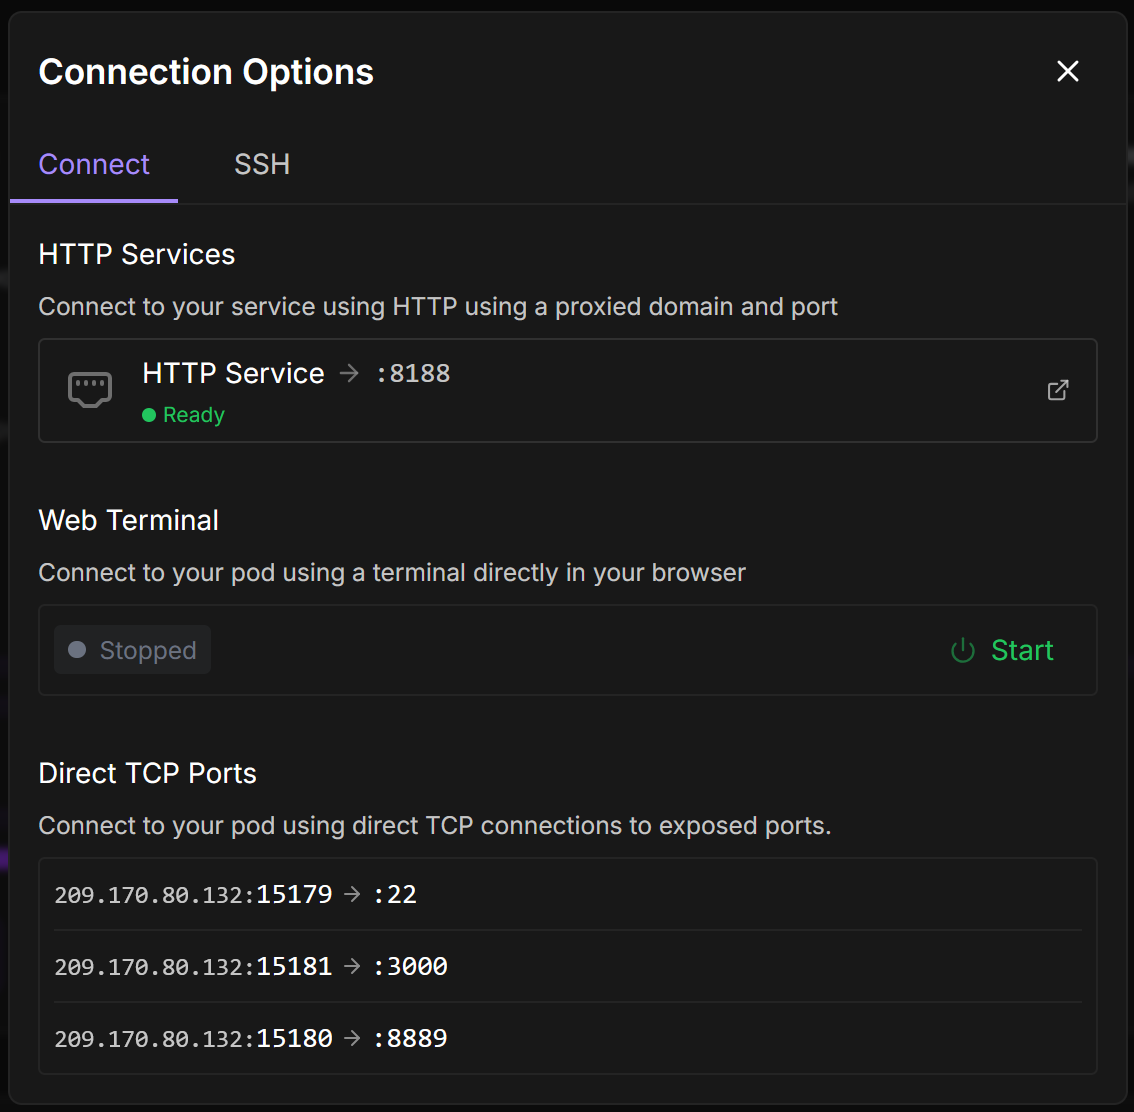 Connection Options
Connect SSH
HTTP Services
Connect to your service using HTTP using a proxied domain and port
HTTP Service → :8188
Ready
Web Terminal
Connect to your pod using a terminal directly in your browser
Stopped Start
Direct TCP Ports
Connect to your pod using direct TCP connections to exposed ports.
209.170.80.132:15179 → :22
209.170.80.132:15181 → :3000
209.170.80.132:15180 → :8889